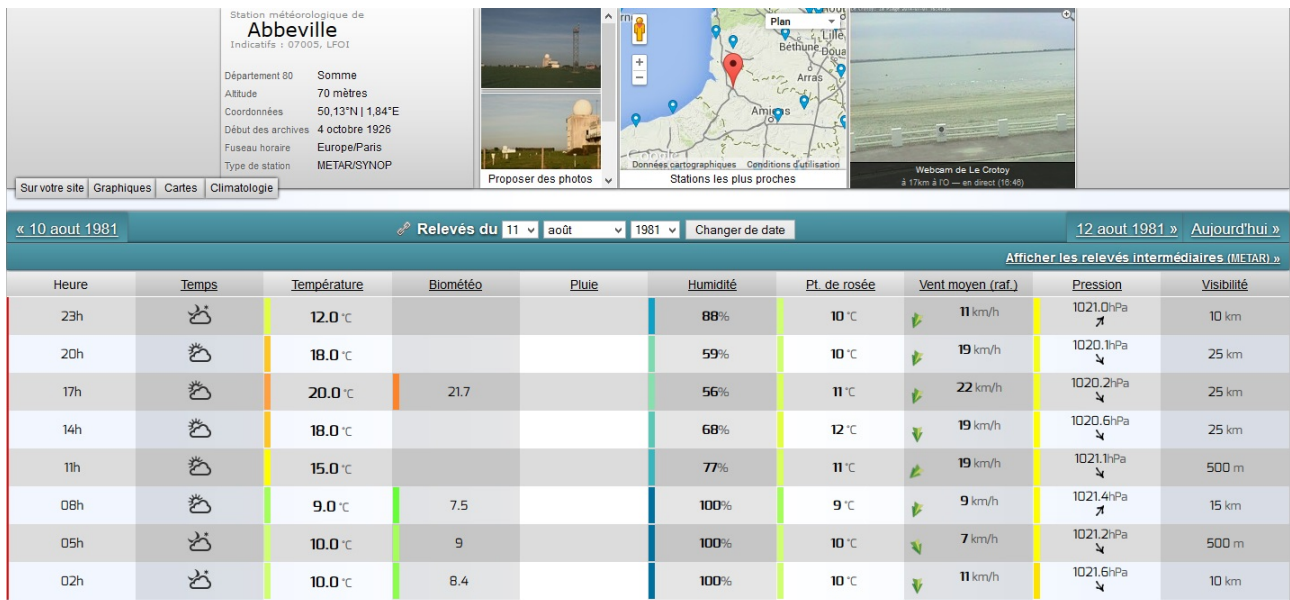 Station météorologique de
Abbeville
Indicatifs : 07005, LFOI
Département 80 Somme
Altitude 70 mètres
Coordonnées 50,13°N | 1,84°E
Début des archives 4 octobre 1926
Fuseau horaire Europe/Paris
Type de station METAR/SYNOP
Sur votre site Graphiques Cartes Climatologie
Proposer des photos
Plan
Lille
Béthune Doua
Arras
Amiens
Données cartographiques Conditions d'utilisation
Stations les plus proches
Webcam de Le Crotoy
à 17km à l'O — en direct (16:46)
« 10 aout 1981 Relevés du 11 août 1981 Changer de date 12 aout 1981 » Aujourd'hui »
Afficher les relevés intermédiaires (METAR) »
Heure Temps Température Biométéo Pluie Humidité Pt. de rosée Vent moyen (raf.) Pression Visibilité
23h 12.0 °C 88% 10 °C 11 km/h 1021.0hPa 10 km
20h 18.0 °C 59% 10 °C 19 km/h 1020.1hPa 25 km
17h 20.0 °C 21.7 56% 11 °C 22 km/h 1020.2hPa 25 km
14h 18.0 °C 68% 12 °C 19 km/h 1020.6hPa 25 km
11h 15.0 °C 77% 11 °C 19 km/h 1021.1hPa 500 m
08h 9.0 °C 7.5 100% 9 °C 9 km/h 1021.4hPa 15 km
05h 10.0 °C 9 100% 10 °C 7 km/h 1021.2hPa 500 m
02h 10.0 °C 8.4 100% 10 °C 11 km/h 1021.6hPa 10 km